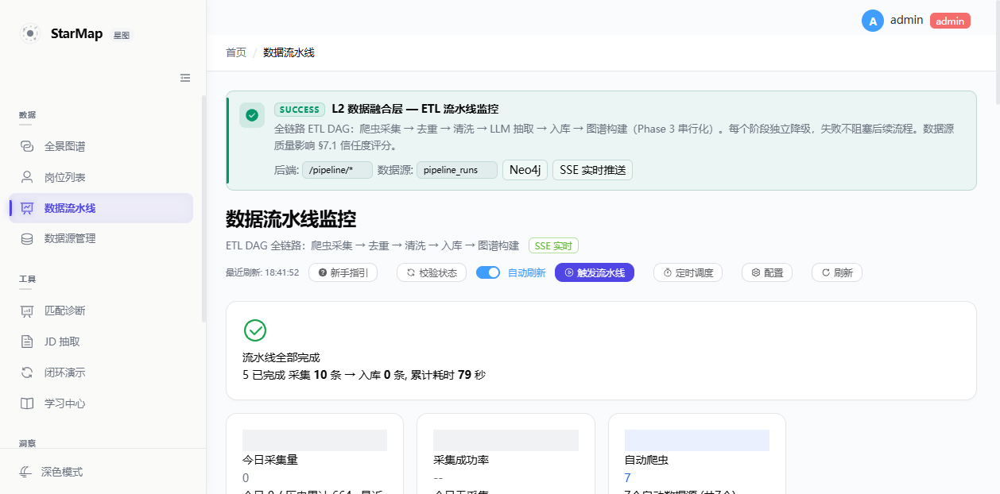 StarMap 星图
A admin admin
首页 / 数据流水线
数据
全景图谱
岗位列表
数据流水线
数据源管理
工具
匹配诊断
JD 抽取
闭环演示
学习中心
洞察
深色模式
SUCCESS L2 数据融合层 — ETL 流水线监控
全链路 ETL DAG：爬虫采集 → 去重 → 清洗 → LLM 抽取 → 入库 → 图谱构建（Phase 3 串行化）。每个阶段独立降级，失败不阻塞后续流程。数据源
质量影响 §7.1 信任度评分。
后端: /pipeline/* 数据源: pipeline_runs Neo4j SSE 实时推送
数据流水线监控
ETL DAG 全链路：爬虫采集 → 去重 → 清洗 → 入库 → 图谱构建 SSE 实时
最近刷新: 18:41:52 新手指引 校验状态 自动刷新 触发流水线 定时调度 配置 刷新
流水线全部完成
5 已完成 采集 10 条 → 入库 0 条, 累计耗时 79 秒
今日采集量
0
采集成功率
--
自动爬虫
7